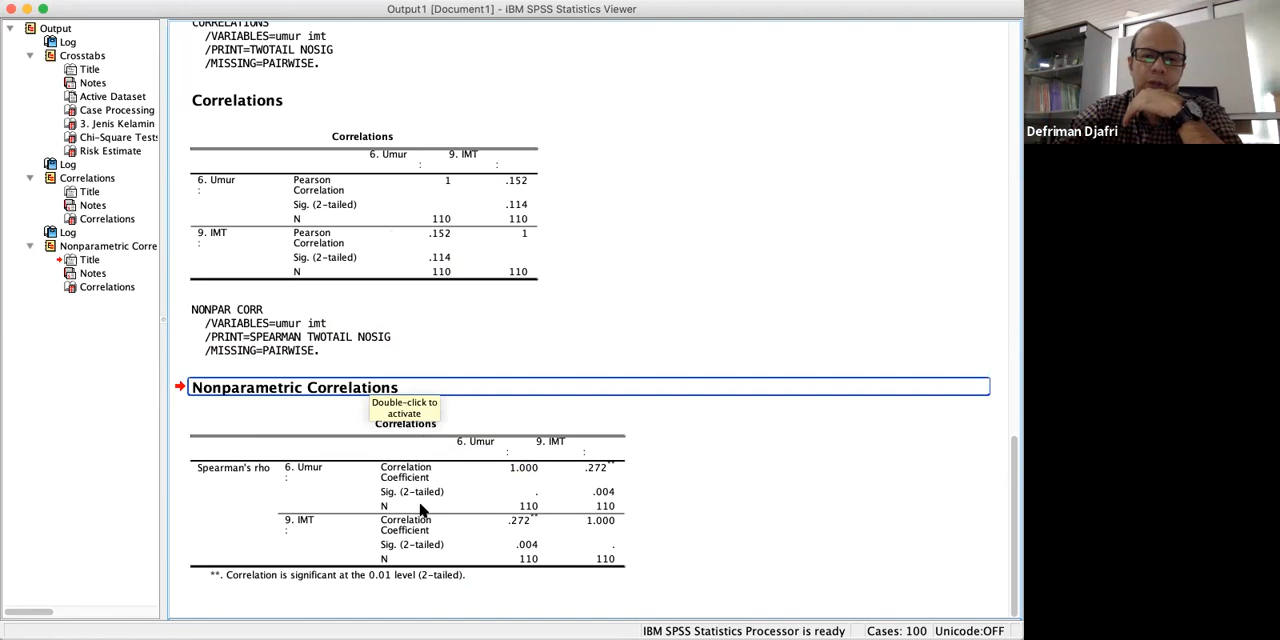 Output1 [Document1] - IBM SPSS Statistics Viewer
Output
Log
Crosstabs
Title
Notes
Active Dataset
Case Processing
3. Jenis Kelamin
Chi-Square Tests
Risk Estimate
Log
Correlations
Title
Notes
Correlations
Log
Nonparametric Corre
Title
Notes
Correlations
CORRELATIONS
/VARIABLES=umur imt
/PRINT=TWOTAIL NOSIG
/MISSING=PAIRWISE.
Correlations
Correlations
6. Umur : 9. IMT :
6. Umur : Pearson Correlation 1 .152
Sig. (2-tailed) .114
N 110 110
9. IMT : Pearson Correlation .152 1
Sig. (2-tailed) .114
N 110 110
NONPAR CORR
/VARIABLES=umur imt
/PRINT=SPEARMAN TWOTAIL NOSIG
/MISSING=PAIRWISE.
Nonparametric Correlations
Double-click to
activate
Correlations
6. Umur : 9. IMT :
Spearman's rho 6. Umur : Correlation Coefficient 1.000 .272**
Sig. (2-tailed) . .004
N 110 110
9. IMT : Correlation Coefficient .272** 1.000
Sig. (2-tailed) .004 .
N 110 110
**. Correlation is significant at the 0.01 level (2-tailed).
IBM SPSS Statistics Processor is ready Cases: 100 Unicode:OFF
Defriman Djafri